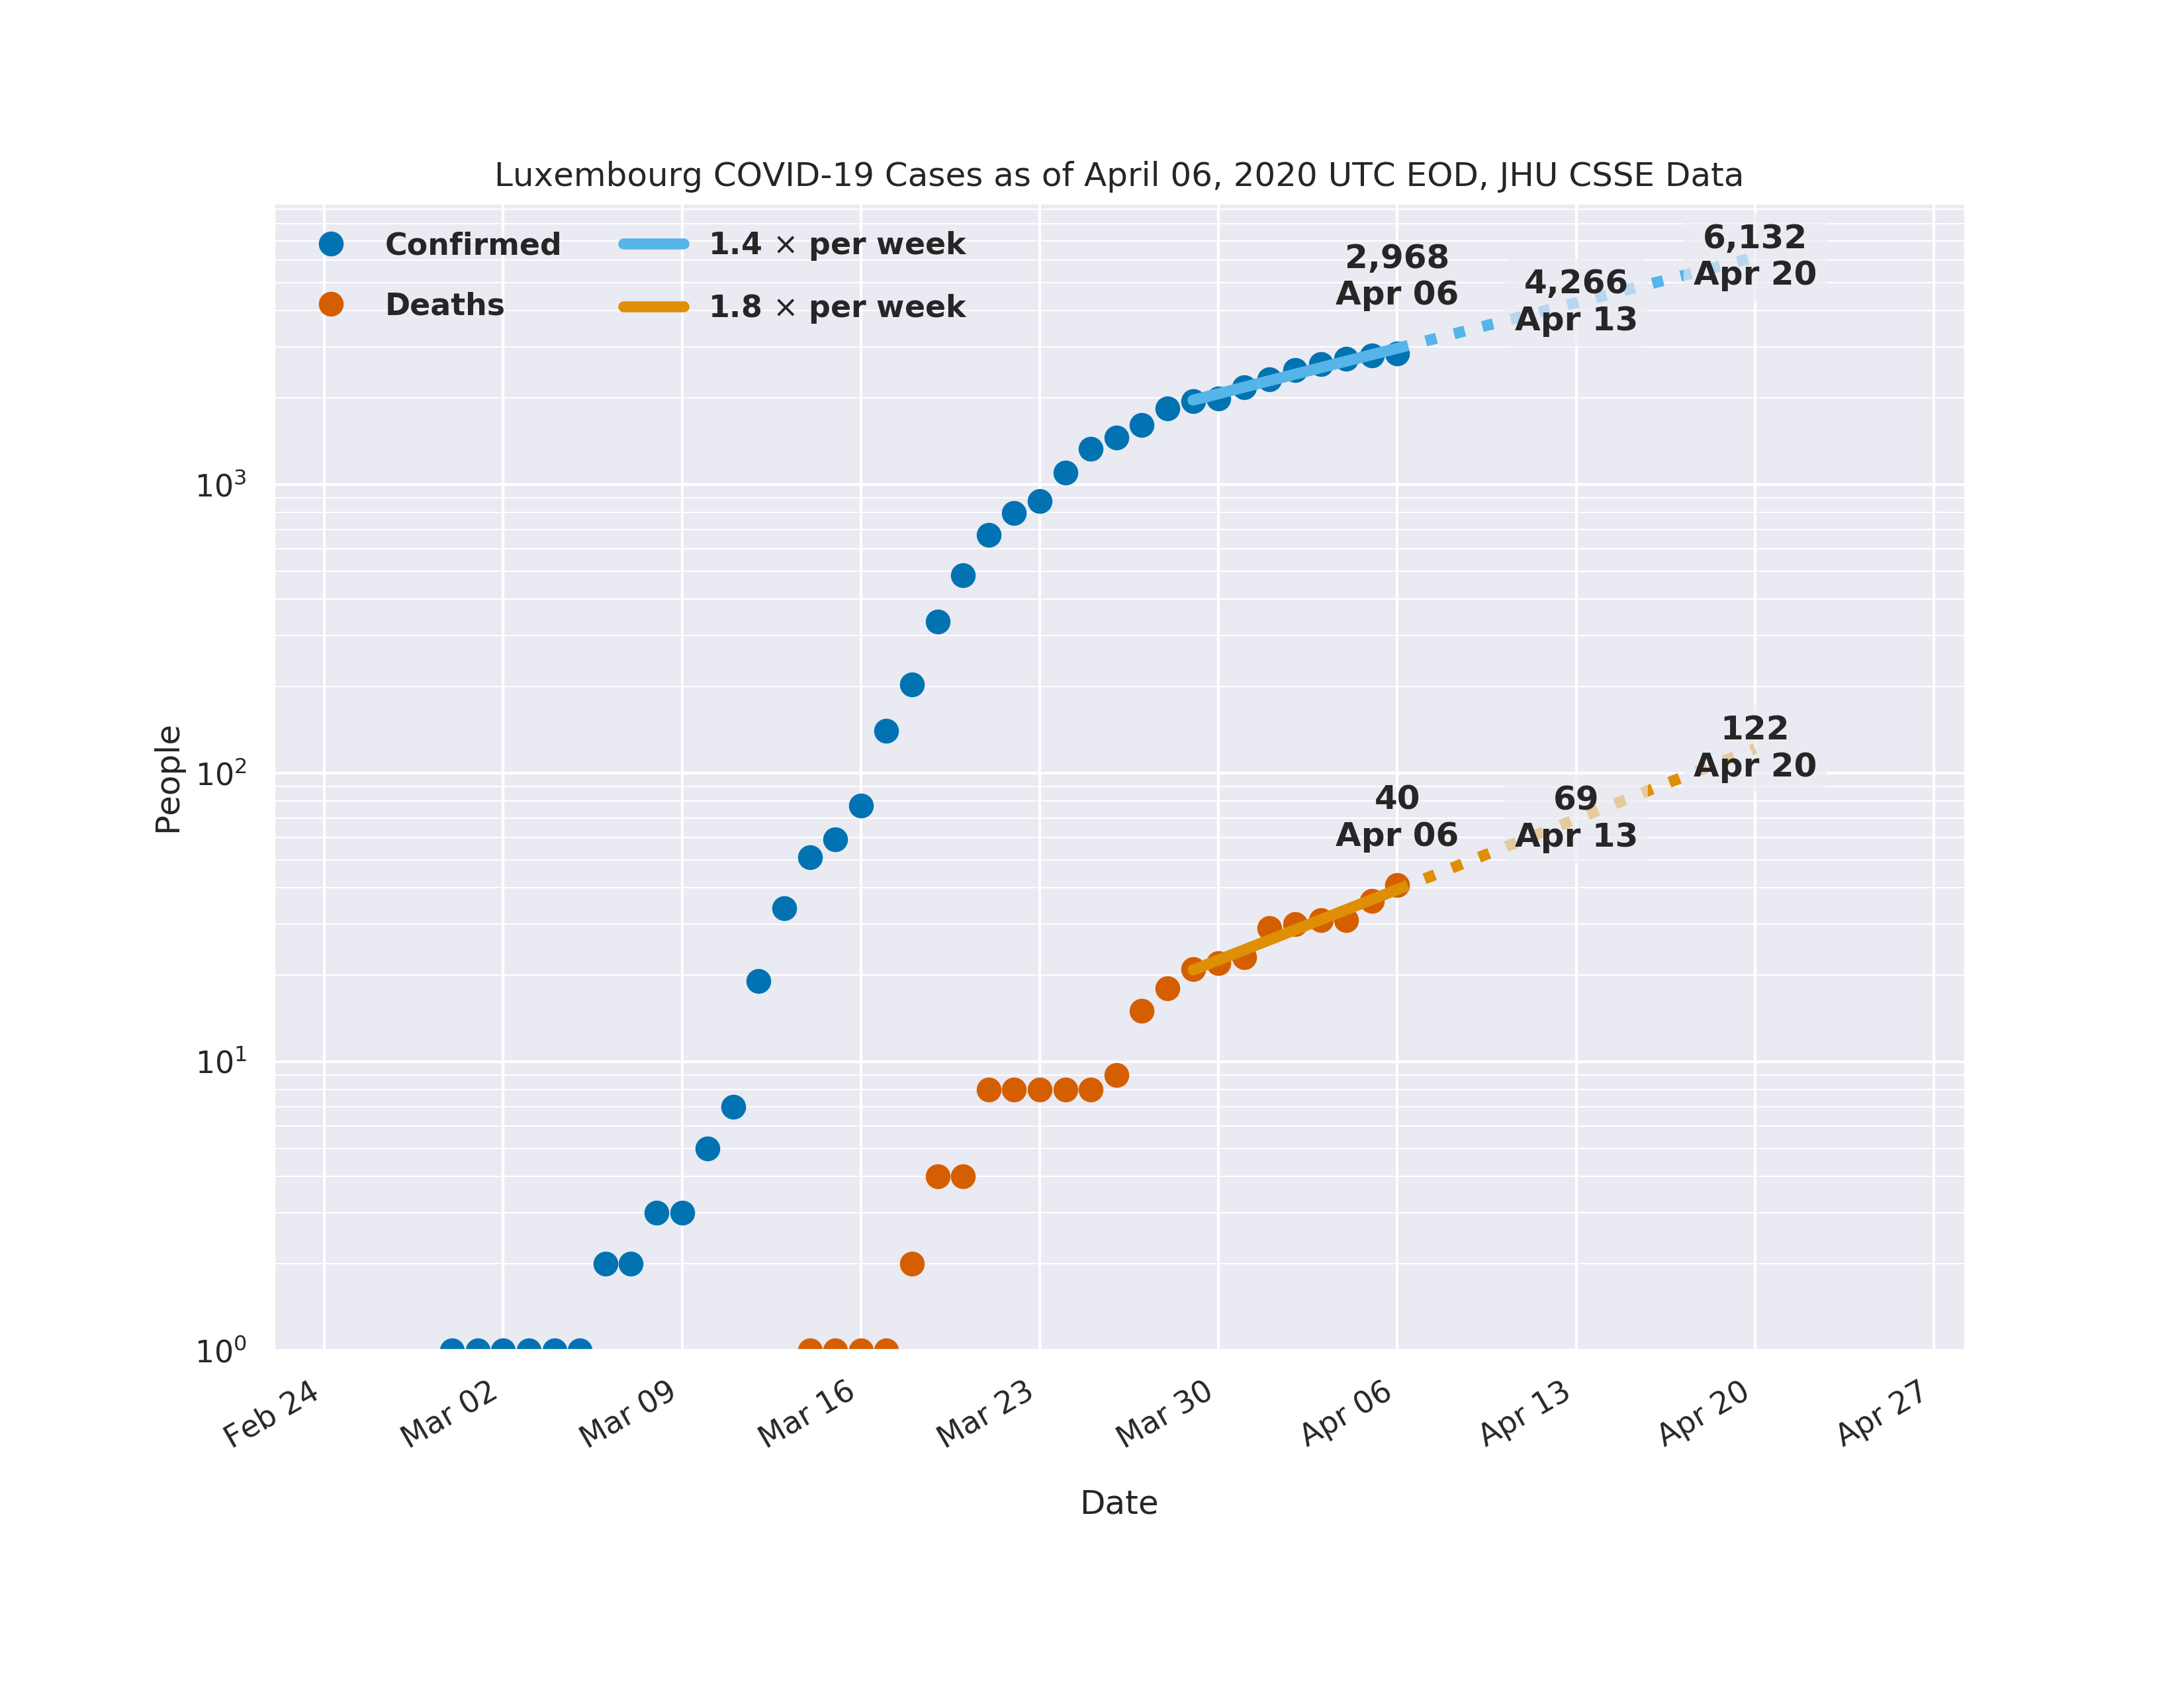 Luxembourg COVID-19 Cases as of April 06, 2020 UTC EOD, JHU CSSE Data
Confirmed
Deaths
1.4 × per week
1.8 × per week
2,968
Apr 06
4,266
Apr 13
6,132
Apr 20
40
Apr 06
69
Apr 13
122
Apr 20
People
10³
10²
10¹
10⁰
Feb 24
Mar 02
Mar 09
Mar 16
Mar 23
Mar 30
Apr 06
Apr 13
Apr 20
Apr 27
Date